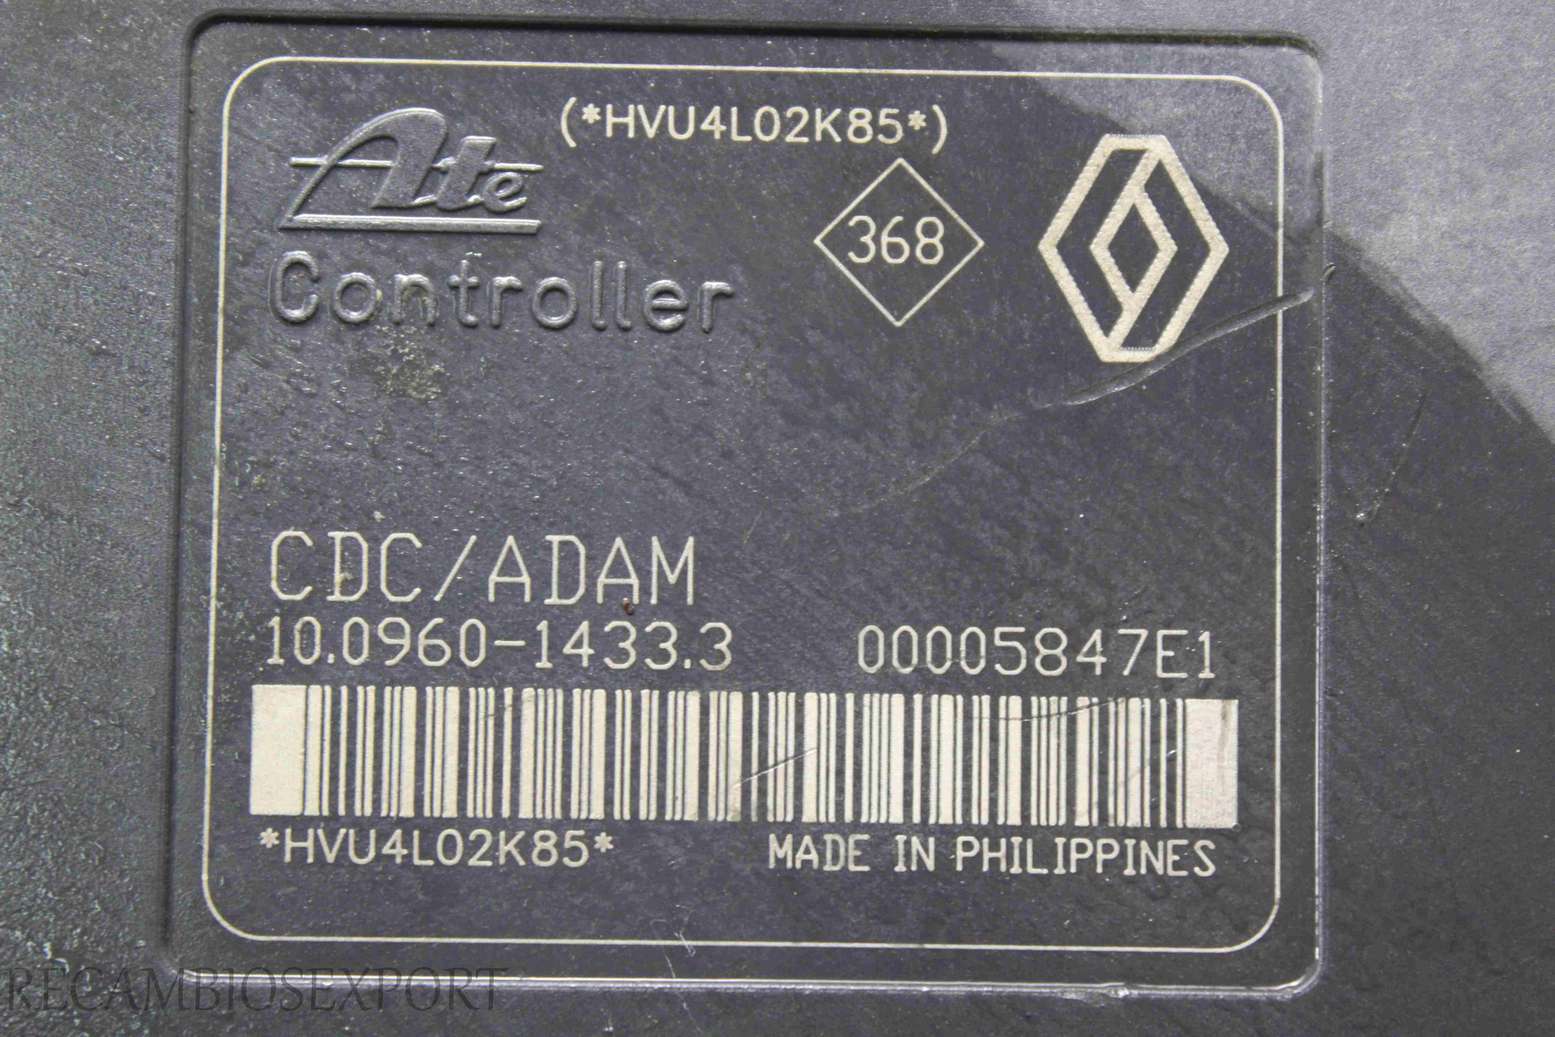 (*HVU4L02K85*)
Ate
368
Controller
CDC/ADAM
10.0960-1433.3 00005847E1
*HVU4L02K85* MADE IN PHILIPPINES
RECAMBIOSEXPORT